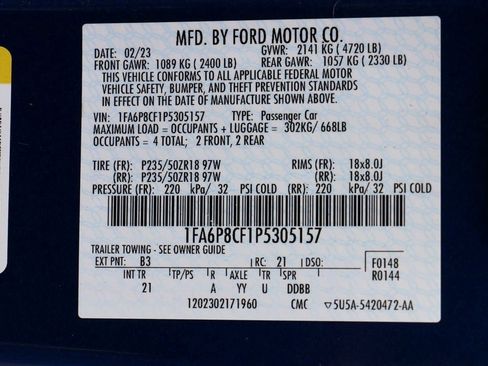 MFD. BY FORD MOTOR CO.
DATE: 02/23 GVWR: 2141 KG ( 4720 LB)
FRONT GAWR: 1089 KG ( 2400 LB) REAR GAWR: 1057 KG ( 2330 LB)
THIS VEHICLE CONFORMS TO ALL APPLICABLE FEDERAL MOTOR
VEHICLE SAFETY, BUMPER, AND THEFT PREVENTION STANDARDS
IN EFFECT ON THE DATE OF MANUFACTURE SHOWN ABOVE.
VIN: 1FA6P8CF1P5305157 TYPE: Passenger Car
MAXIMUM LOAD = OCCUPANTS + LUGGAGE = 302KG/ 668LB
OCCUPANTS = 4 TOTAL; 2 FRONT, 2 REAR
TIRE (FR): P235/50ZR18 97W RIMS (FR): 18x8.0J
(RR): P235/50ZR18 97W (RR): 18x8.0J
PRESSURE (FR): 220 kPa/ 32 PSI COLD (RR): 220 kPa/ 32 PSI COLD
1FA6P8CF1P5305157
TRAILER TOWING - SEE OWNER GUIDE
EXT PNT: B3 RC: 21 DSO: F0148
INT TR TP/PS R AXLE TR SPR R0144
21 A YY U DDBB
1202302171960 CMC ▽5U5A-5420472-AA